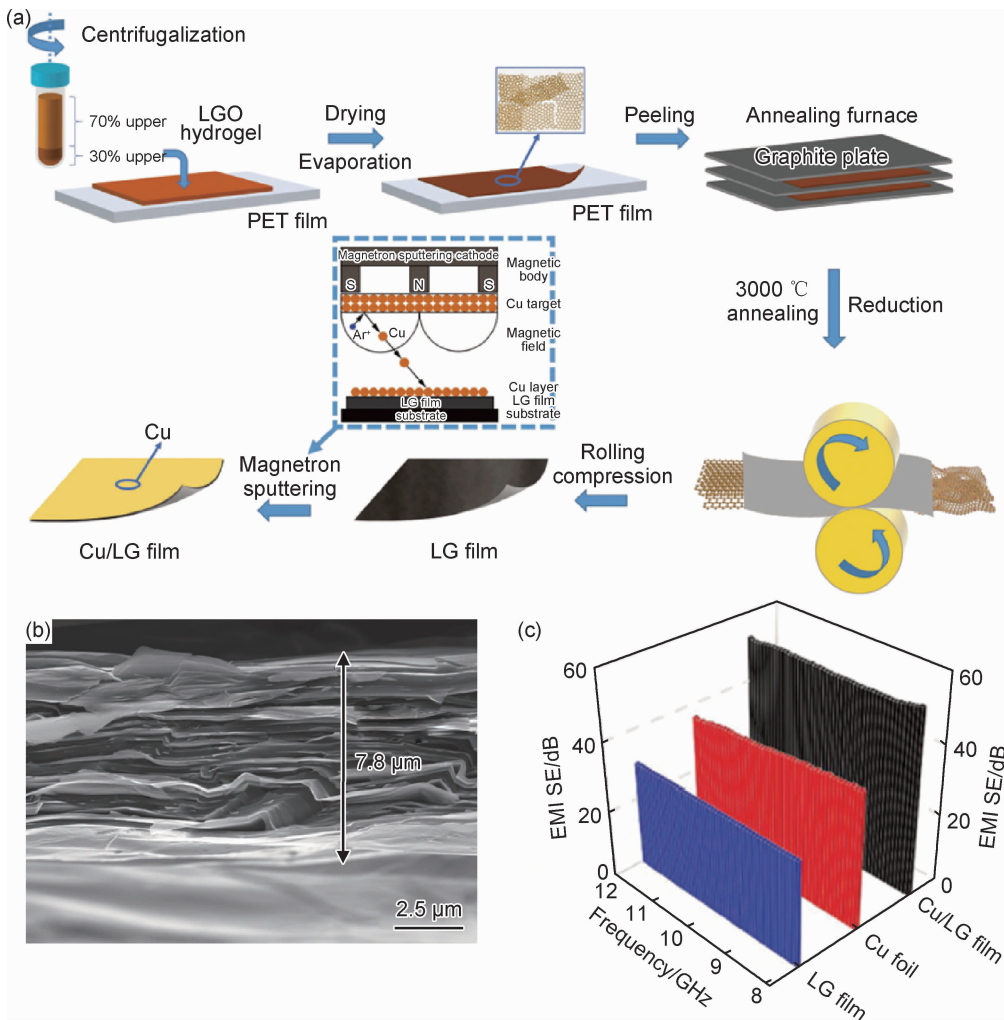 (a)
Centrifugalization
70% upper
30% upper
LGO
hydrogel
PET film
Drying
Evaporation
PET film
Peeling
Annealing furnace
Graphite plate
3000 ℃
annealing
Reduction
Magnetron sputtering cathode
S
N
S
Magnetic
body
Cu target
Ar+
Cu
Magnetic
field
Cu layer
LG film
substrate
LG film
substrate
Rolling
compression
LG film
Magnetron
sputtering
Cu
Cu/LG film
(b)
7.8 μm
2.5 μm
(c)
60
40
20
0
EMI SE/dB
12
11
10
9
8
Frequency/GHz
LG film
Cu foil
Cu/LG film
60
40
20
0
EMI SE/dB